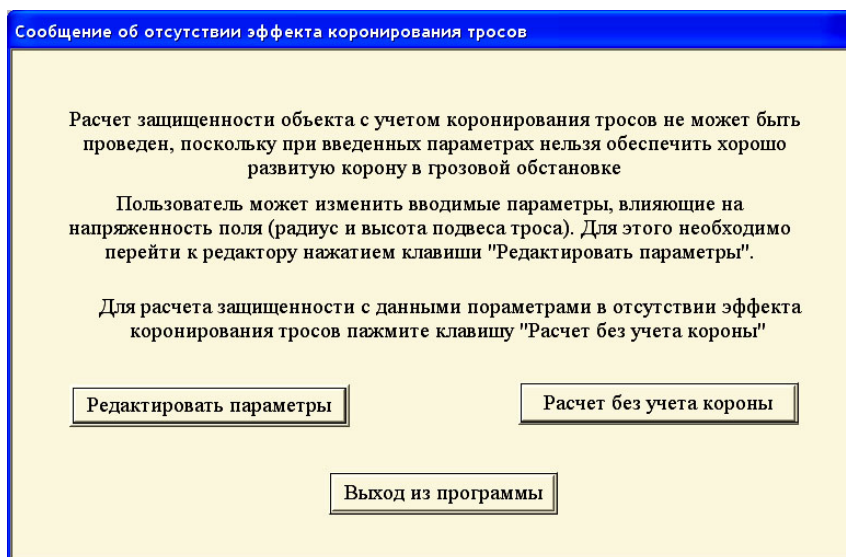 Сообщение об отсутствии эффекта коронирования тросов
Расчет защищенности объекта с учетом коронирования тросов не может быть
проведен, поскольку при введенных параметрах нельзя обеспечить хорошо
развитую корону в грозовой обстановке
Пользователь может изменить вводимые параметры, влияющие на
напряженность поля (радиус и высота подвеса троса). Для этого необходимо
перейти к редактору нажатием клавиши "Редактировать параметры".
Для расчета защищенности с данными пораметрами в отсутствии эффекта
коронирования тросов пажмите клавишу "Расчет без учета короны"
Редактировать параметры
Расчет без учета короны
Выход из программы